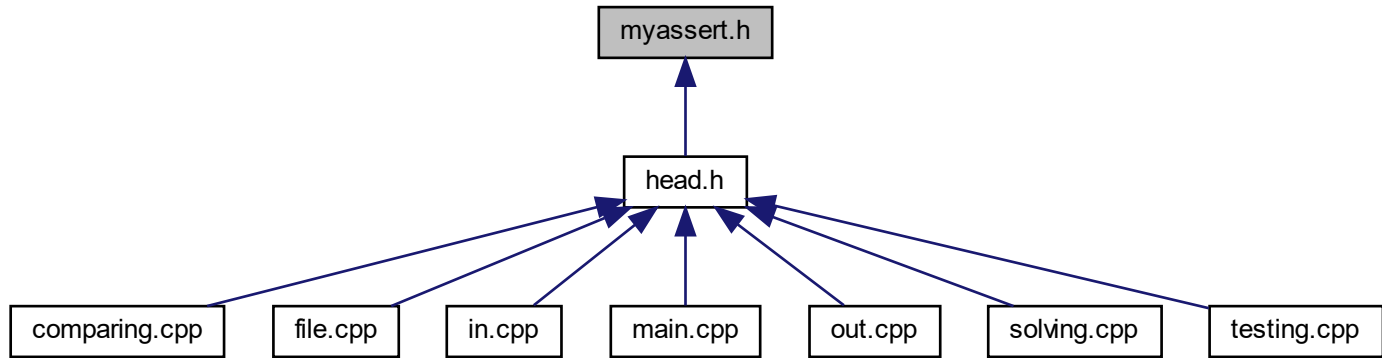 myassert.h
head.h
comparing.cpp
file.cpp
in.cpp
main.cpp
out.cpp
solving.cpp
testing.cpp